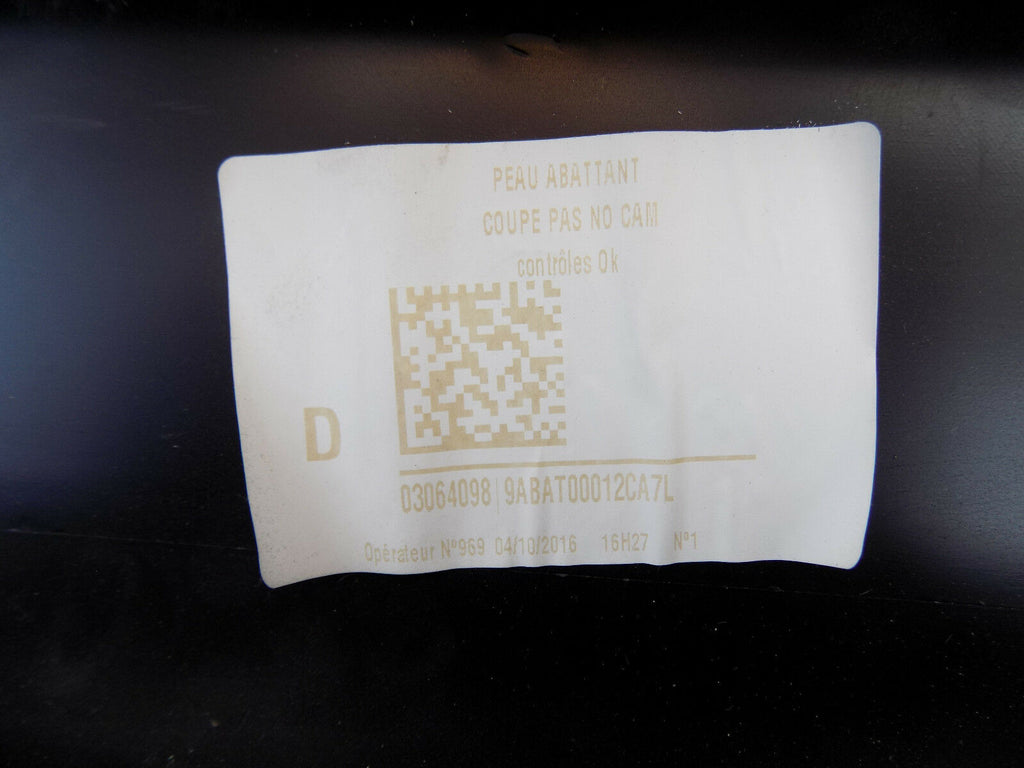 PEAU ABATTANT
COUPE PAS NO CAM
contrôles Ok
D
03064098|9ABAT00012CA7L
Opérateur N°969 04/10/2016 16H27 N°1